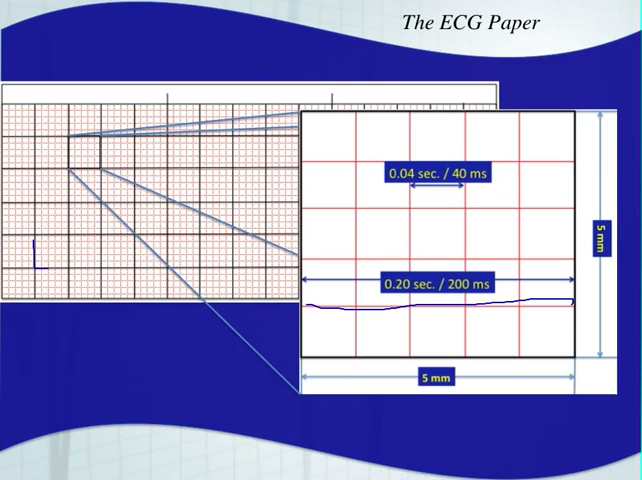 The ECG Paper
0.04 sec. / 40 ms
5 mm
0.20 sec. / 200 ms
5 mm